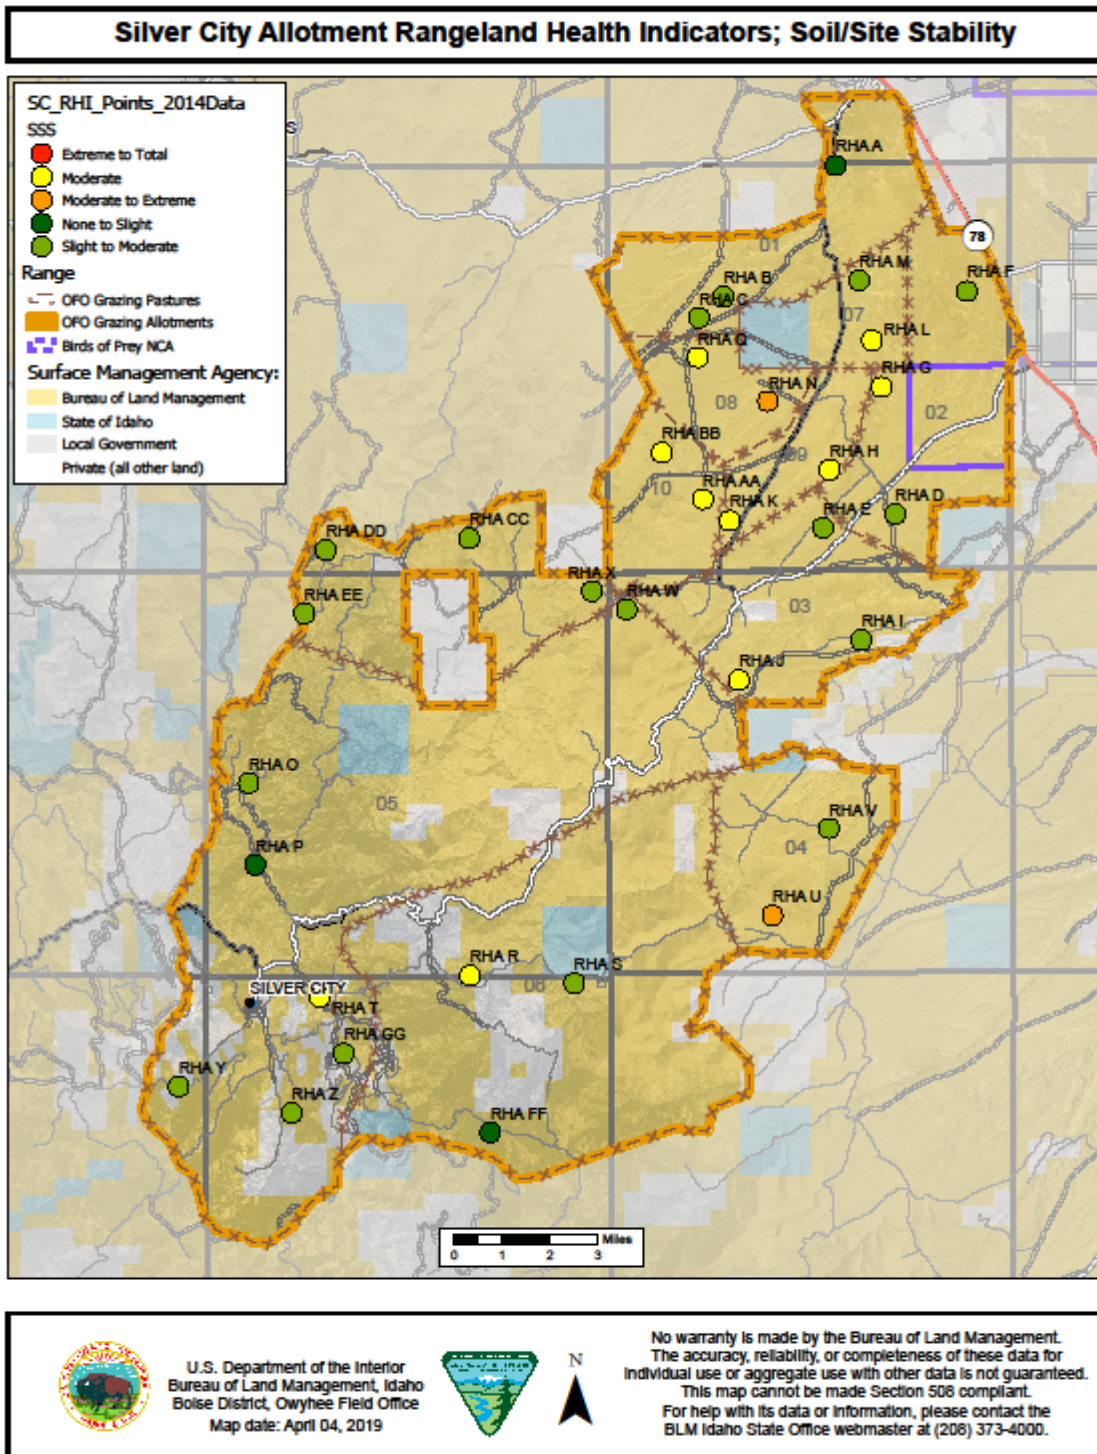 Silver City Allotment Rangeland Health Indicators; Soil/Site Stability
SC_RHI_Points_2014Data
SSS
Extreme to Total
Moderate
Moderate to Extreme
None to Slight
Slight to Moderate
Range
OFO Grazing Pastures
OFO Grazing Allotments
Birds of Prey NCA
Surface Management Agency:
Bureau of Land Management
State of Idaho
Local Government
Private (all other land)
S
RHA A
78
01
RHA B
RHA M
RHA F
RHA C
07
RHA L
RHA Q
RHA G
RHA N
08
02
RHA BB
RHA H
09
10
RHA AA
RHA K
RHA D
RHA E
RHA DD
RHA CC
RHA X
RHA EE
RHA W
03
RHA I
RHA J
RHA O
05
RHA V
04
RHA P
RHA U
RHA R
RHA S
06
SILVER CITY
RHA T
RHA GG
RHA Y
RHA Z
RHA FF
Miles
0 1 2 3
U.S. Department of the Interior
Bureau of Land Management, Idaho
Boise District, Owyhee Field Office
Map date: April 04, 2019
N
No warranty is made by the Bureau of Land Management.
The accuracy, reliability, or completeness of these data for
individual use or aggregate use with other data is not guaranteed.
This map cannot be made Section 508 compliant.
For help with its data or information, please contact the
BLM Idaho State Office webmaster at (208) 373-4000.